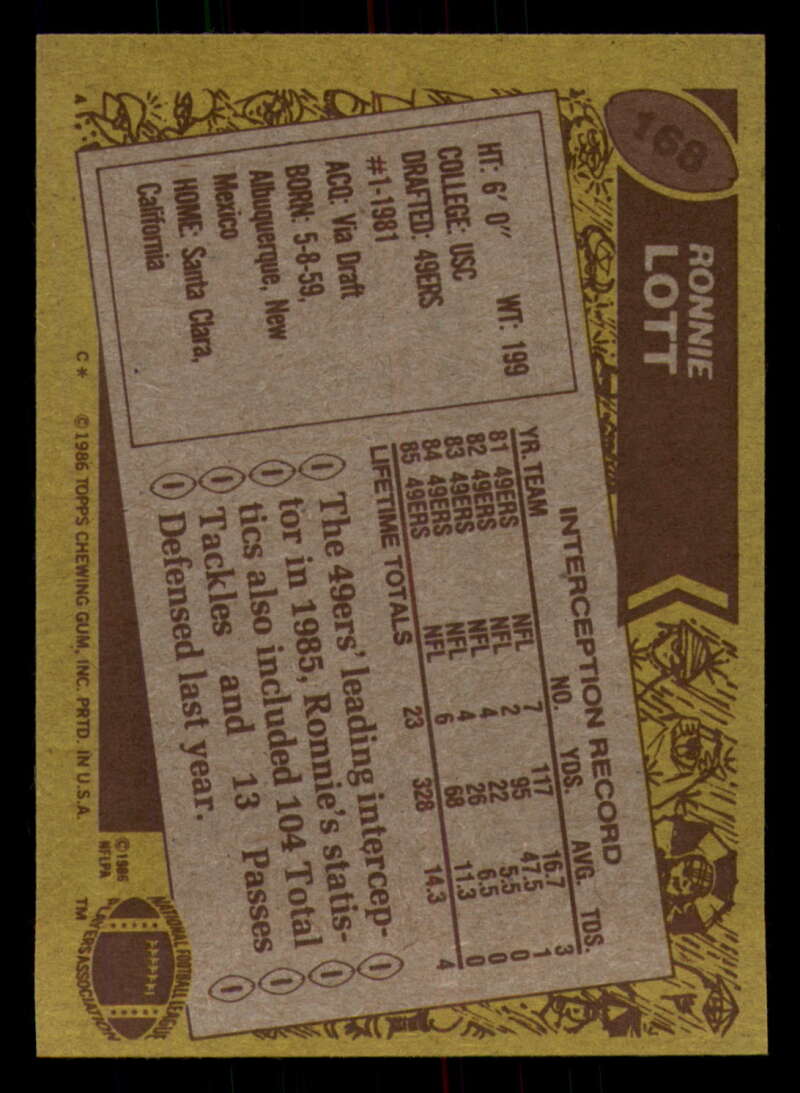 168
RONNIE
LOTT
HT: 6' 0" WT: 199
COLLEGE: USC
DRAFTED: 49ERS
#1-1981
ACQ: Via Draft
BORN: 5-8-59,
Albuquerque, New
Mexico
HOME: Santa Clara,
California
INTERCEPTION RECORD
YR. TEAM NO. YDS. AVG. TDS.
81 49ERS NFL 7 117 16.7 3
82 49ERS NFL 2 95 47.5 1
83 49ERS NFL 4 22 5.5 0
84 49ERS NFL 4 26 6.5 0
85 49ERS NFL 6 68 11.3 0
LIFETIME TOTALS 23 328 14.3 4
The 49ers' leading intercep-
tor in 1985, Ronnie's statis-
tics also included 104 Total
Tackles and 13 Passes
Defensed last year.
C* ©1986 TOPPS CHEWING GUM, INC. PRTD. IN U.S.A.
©1986
NFLPA
NATIONAL FOOTBALL LEAGUE
PLAYERS ASSOCIATION
TM